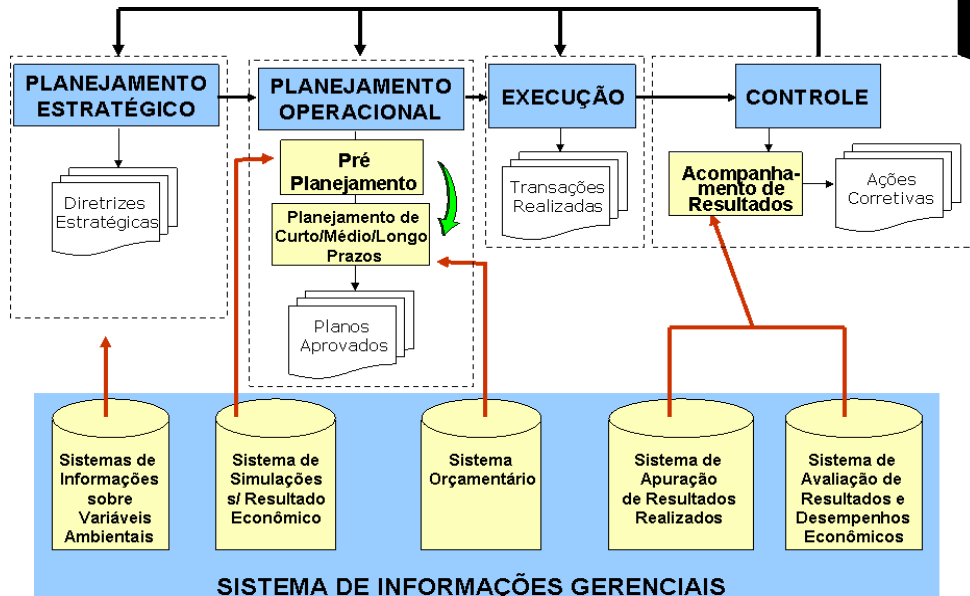 PLANEJAMENTO
ESTRATÉGICO
PLANEJAMENTO
OPERACIONAL
EXECUÇÃO
CONTROLE
Diretrizes
Estratégicas
Pré
Planejamento
Planejamento de
Curto/Médio/Longo
Prazos
Planos
Aprovados
Transações
Realizadas
Acompanha-
mento de
Resultados
Ações
Corretivas
Sistemas de
Informações
sobre
Variáveis
Ambientais
Sistema de
Simulações
s/ Resultado
Econômico
Sistema
Orçamentário
Sistema de
Apuração
de Resultados
Realizados
Sistema de
Avaliação de
Resultados e
Desempenhos
Econômicos
SISTEMA DE INFORMAÇÕES GERENCIAIS